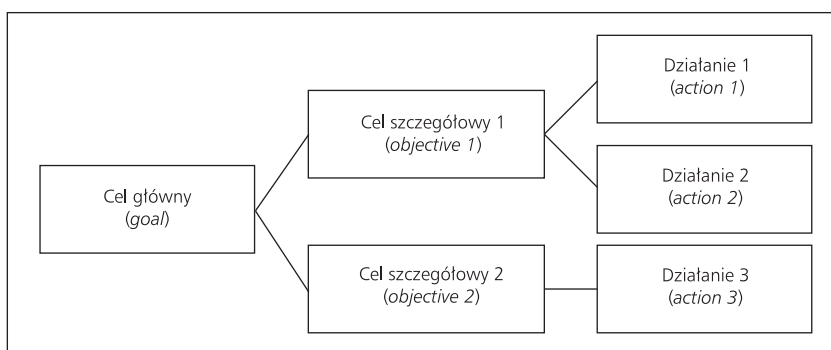 Cel główny
(goal)
Cel szczegółowy 1
(objective 1)
Cel szczegółowy 2
(objective 2)
Działanie 1
(action 1)
Działanie 2
(action 2)
Działanie 3
(action 3)